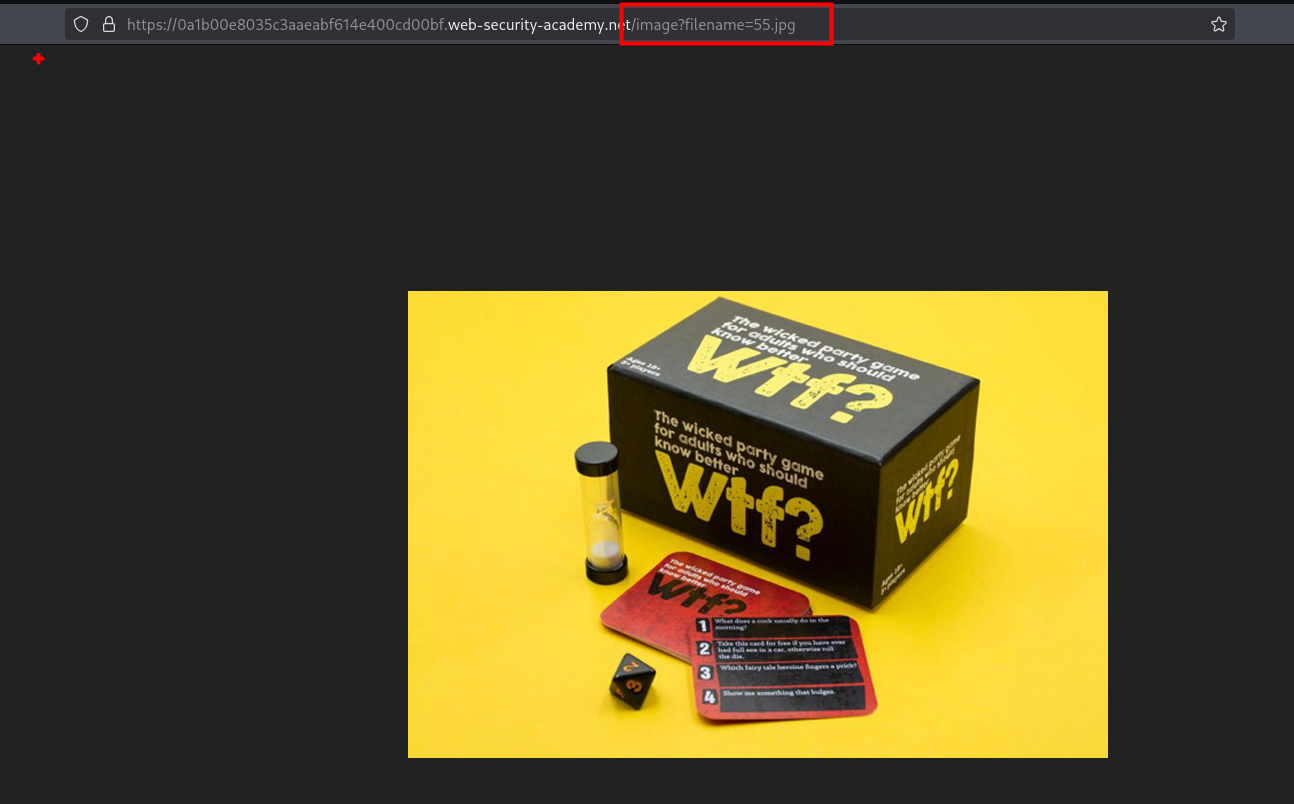 https://0a1b00e8035c3aaeabf614e400cd00bf.web-security-academy.net/image?filename=55.jpg
The wicked party game
for adults who should
know better
Wtf?
Ages 18+
The wicked party game
for adults who should
know better
Wtf?
The wicked party game
for adults who should
know better
Wtf?
Ages 18+
The wicked party game
for adults who should
know better
Wtf?
1 What does a cock usually do in the
morning?
2 Take this card for free if you have ever
had full sex in a car, otherwise roll
the die.
3 Which fairy tale heroine fingers a prick?
4 Show me something that bulges.
2
3